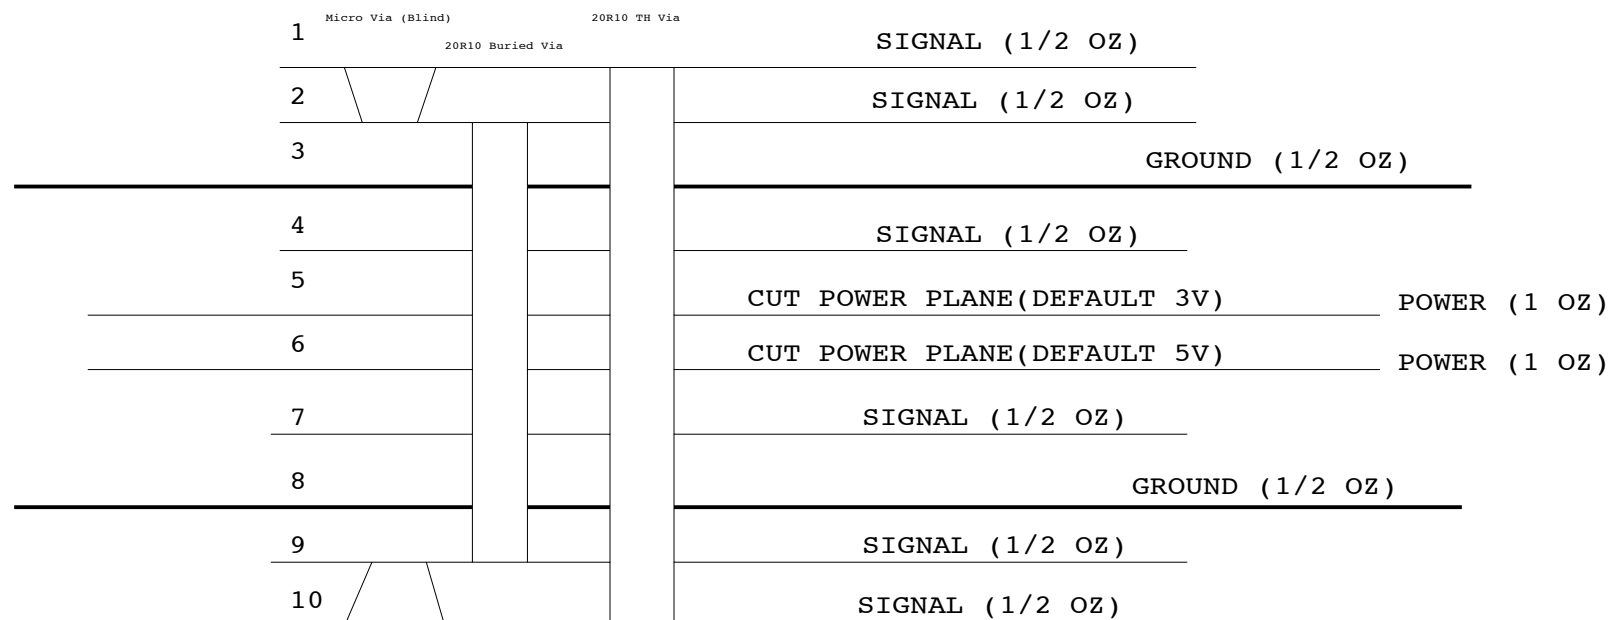 Micro Via (Blind)
20R10 TH Via
1
20R10 Buried Via
SIGNAL (1/2 OZ)
2
SIGNAL (1/2 OZ)
3
GROUND (1/2 OZ)
4
SIGNAL (1/2 OZ)
5
CUT POWER PLANE(DEFAULT 3V)
POWER (1 OZ)
6
CUT POWER PLANE(DEFAULT 5V)
POWER (1 OZ)
7
SIGNAL (1/2 OZ)
8
GROUND (1/2 OZ)
9
SIGNAL (1/2 OZ)
10
SIGNAL (1/2 OZ)